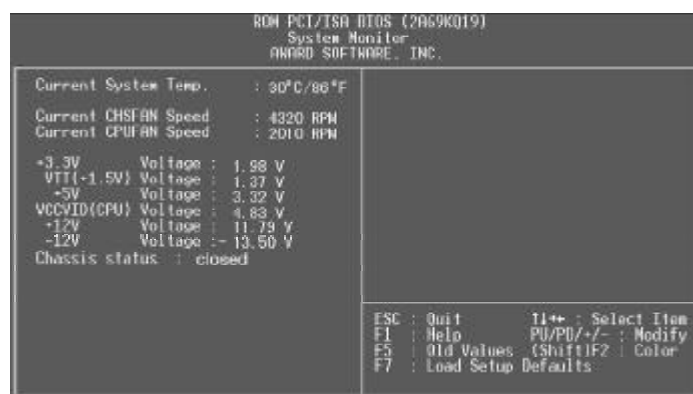 ROM PCI/ISA BIOS (2A69KQ19)
System Monitor
AWARD SOFTWARE. INC.
Current System Temp. : 30°C/86°F
Current CHSFAN Speed : 4320 RPM
Current CPUFAN Speed : 2010 RPM
+3.3V Voltage : 1.98 V
VTT(+1.5V) Voltage : 1.37 V
+5V Voltage : 3.32 V
VCCVID(CPU) Voltage : 4.83 V
+12V Voltage : 11.79 V
-12V Voltage :- 13.50 V
Chassis status : closed
ESC : Quit ↑↓→← : Select Item
F1 : Help PU/PD/+/- : Modify
F5 : Old Values (Shift)F2 : Color
F7 : Load Setup Defaults